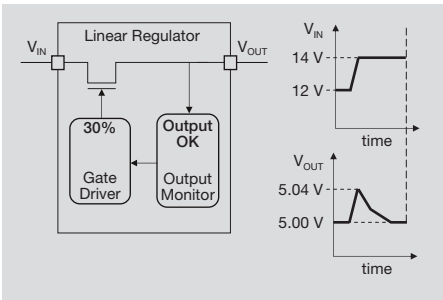 Linear Regulator
V_IN
V_OUT
30%
Gate
Driver
Output
OK
Output
Monitor
V_IN
14 V
12 V
time
V_OUT
5.04 V
5.00 V
time